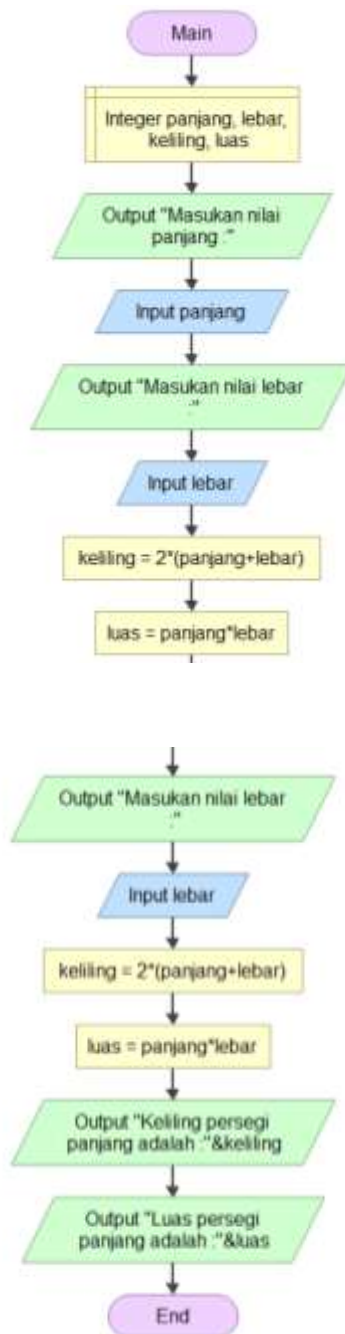 Main
Integer panjang, lebar,
keliling, luas
Output "Masukan nilai
panjang :"
Input panjang
Output "Masukan nilai lebar
:"
Input lebar
keliling = 2*(panjang+lebar)
luas = panjang*lebar
Output "Masukan nilai lebar
:"
Input lebar
keliling = 2*(panjang+lebar)
luas = panjang*lebar
Output "Keliling persegi
panjang adalah :"&keliling
Output "Luas persegi
panjang adalah :"&luas
End